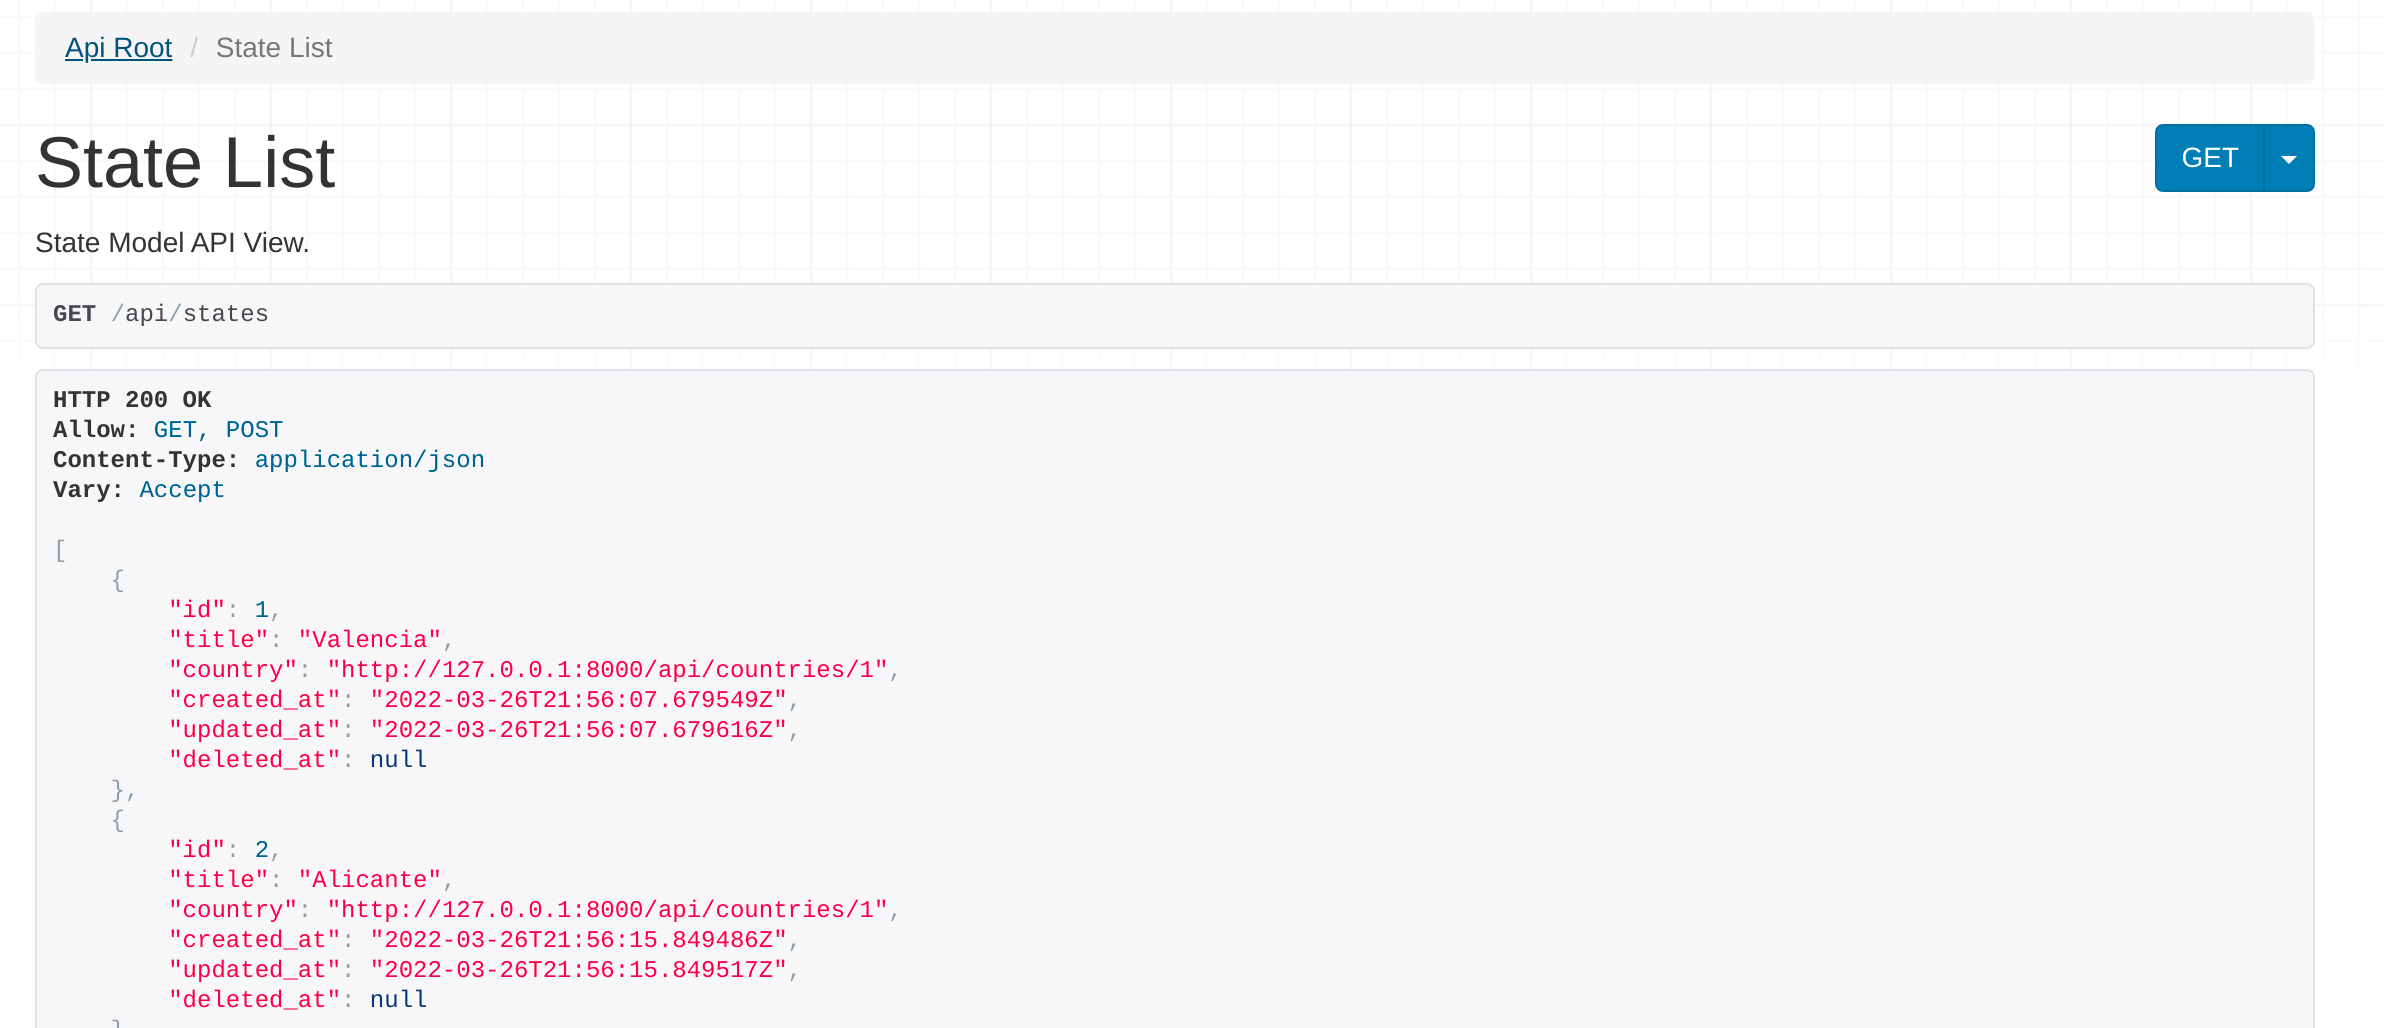 Api Root / State List
State List
GET
State Model API View.
GET /api/states
HTTP 200 OK
Allow: GET, POST
Content-Type: application/json
Vary: Accept
[
    {
        "id": 1,
        "title": "Valencia",
        "country": "http://127.0.0.1:8000/api/countries/1",
        "created_at": "2022-03-26T21:56:07.679549Z",
        "updated_at": "2022-03-26T21:56:07.679616Z",
        "deleted_at": null
    },
    {
        "id": 2,
        "title": "Alicante",
        "country": "http://127.0.0.1:8000/api/countries/1",
        "created_at": "2022-03-26T21:56:15.849486Z",
        "updated_at": "2022-03-26T21:56:15.849517Z",
        "deleted_at": null
    }